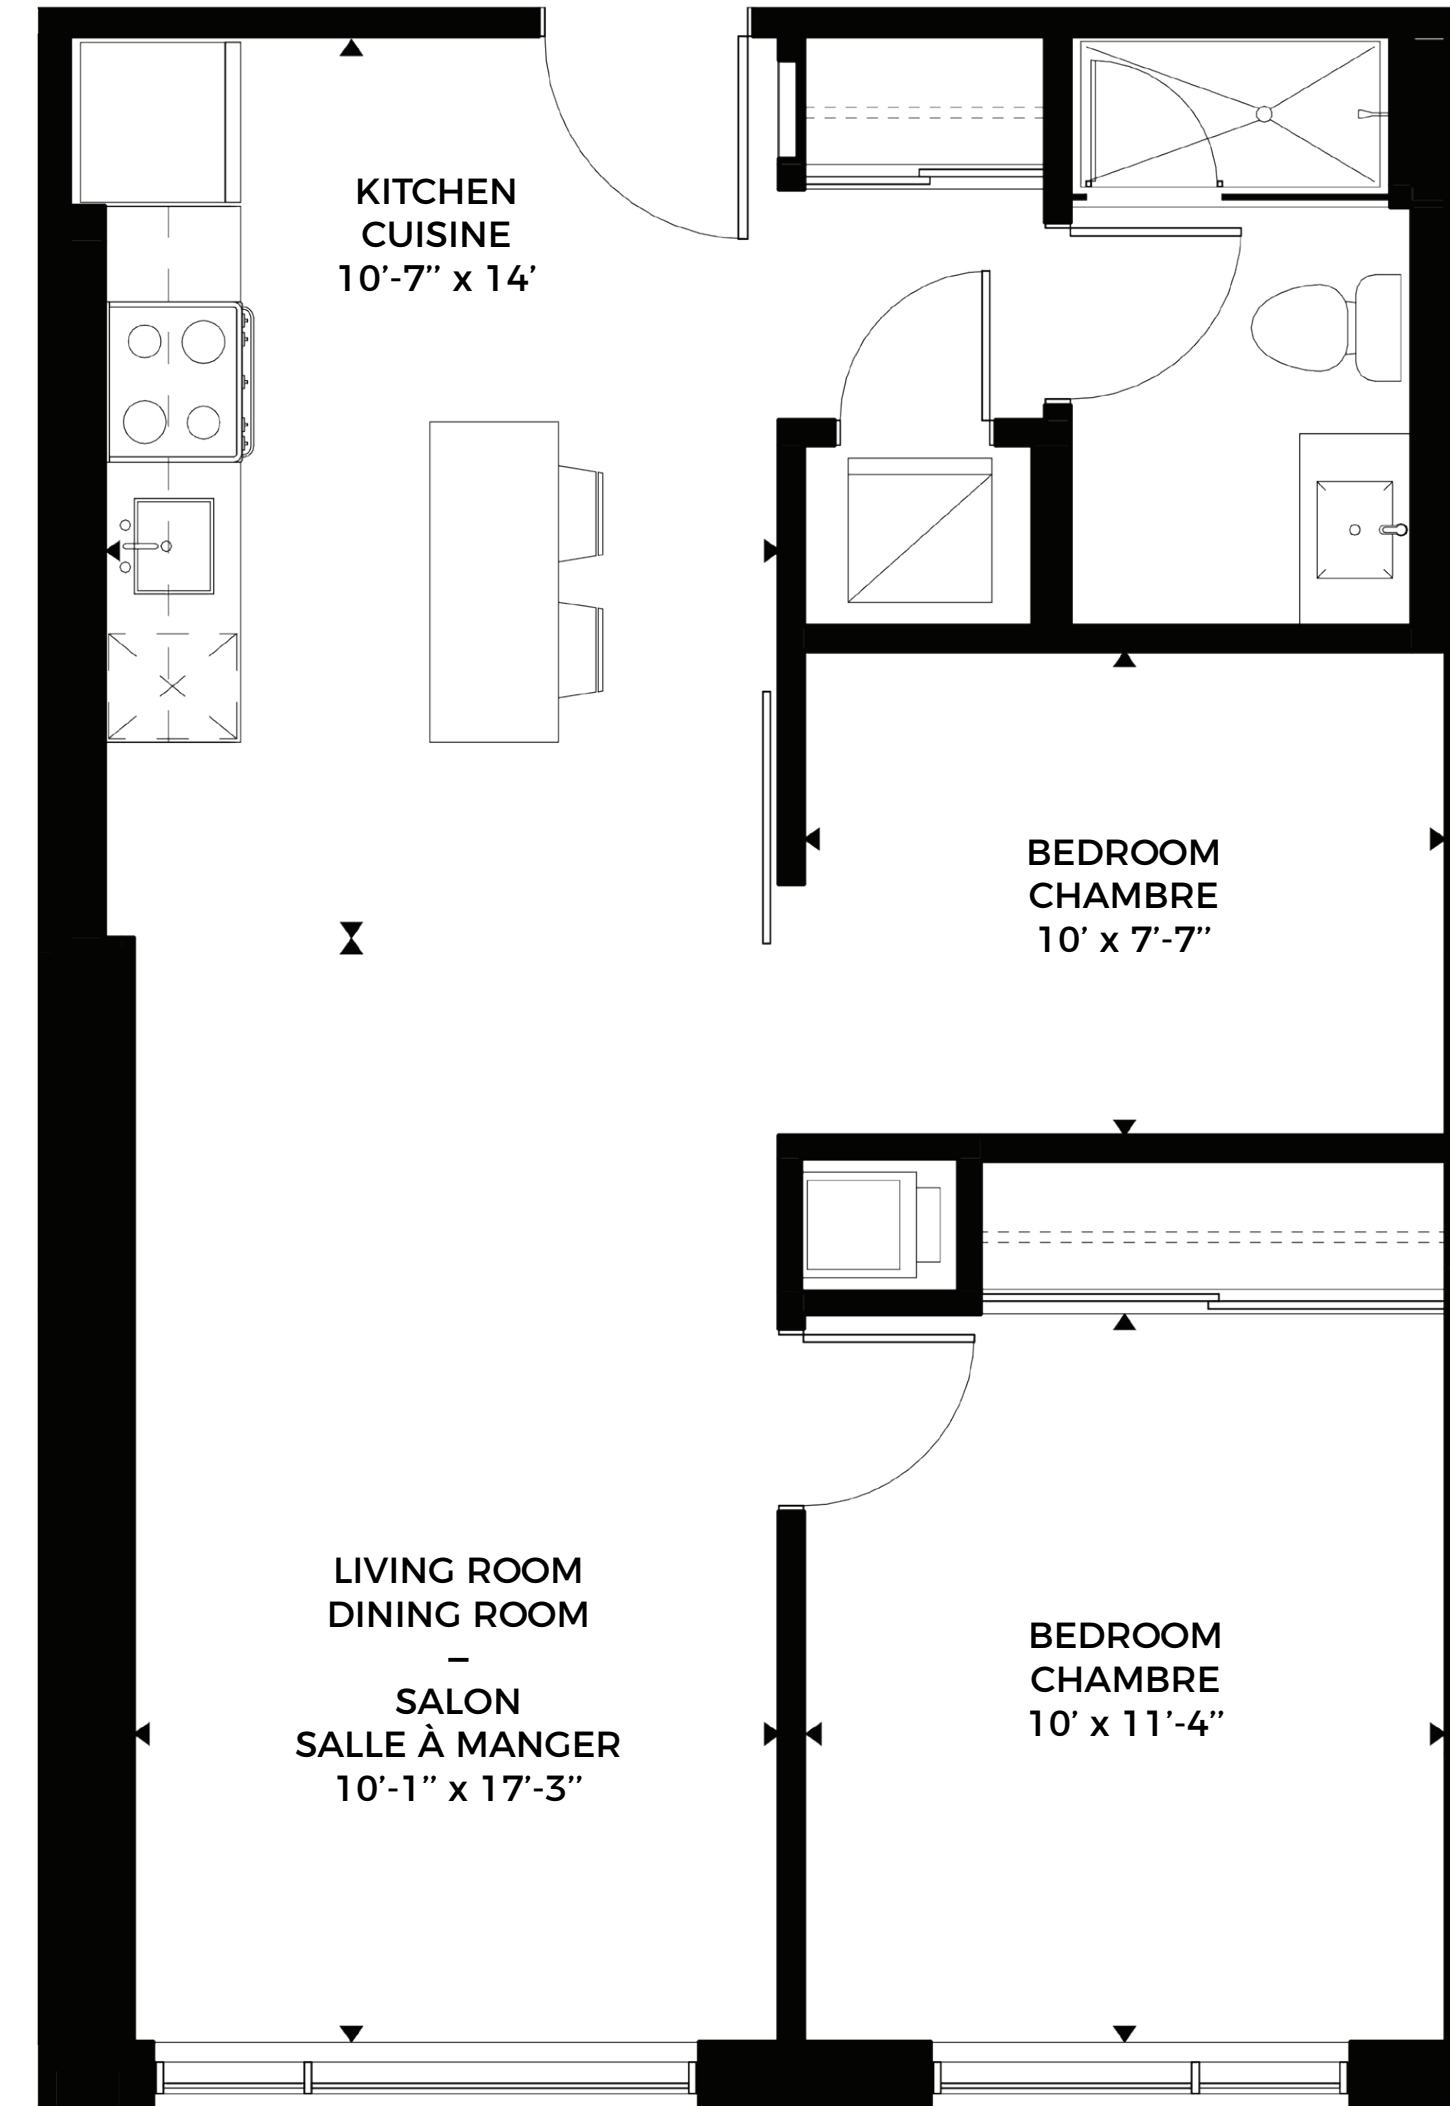 KITCHEN
CUISINE
10’-7’’ x 14’
BEDROOM
CHAMBRE
10’ x 7’-7’’
LIVING ROOM
DINING ROOM
–
SALON
SALLE À MANGER
10’-1’’ x 17’-3’’
BEDROOM
CHAMBRE
10’ x 11’-4’’